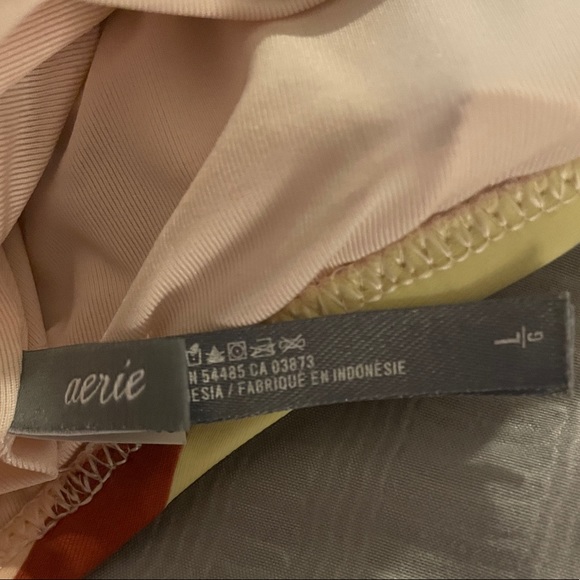 aerie
N 54485 CA 03873
ESIA / FABRIQUÉ EN INDONÉSIE
L
G